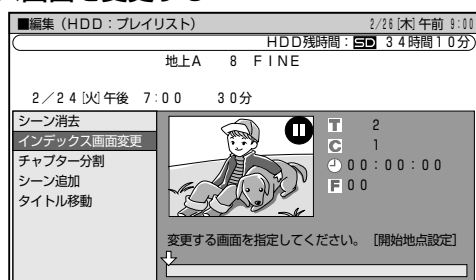 画面を変更する
■編集（HDD：プレイリスト） 2/26[木]午前 9:00
HDD残時間：SD 34時間10分
地上A 8 FINE
2／24[火]午後 7：00 30分
シーン消去
インデックス画面変更
チャプター分割
シーン追加
タイトル移動
T 2
C 1
00：00：00
F 00
変更する画面を指定してください。［開始地点設定］